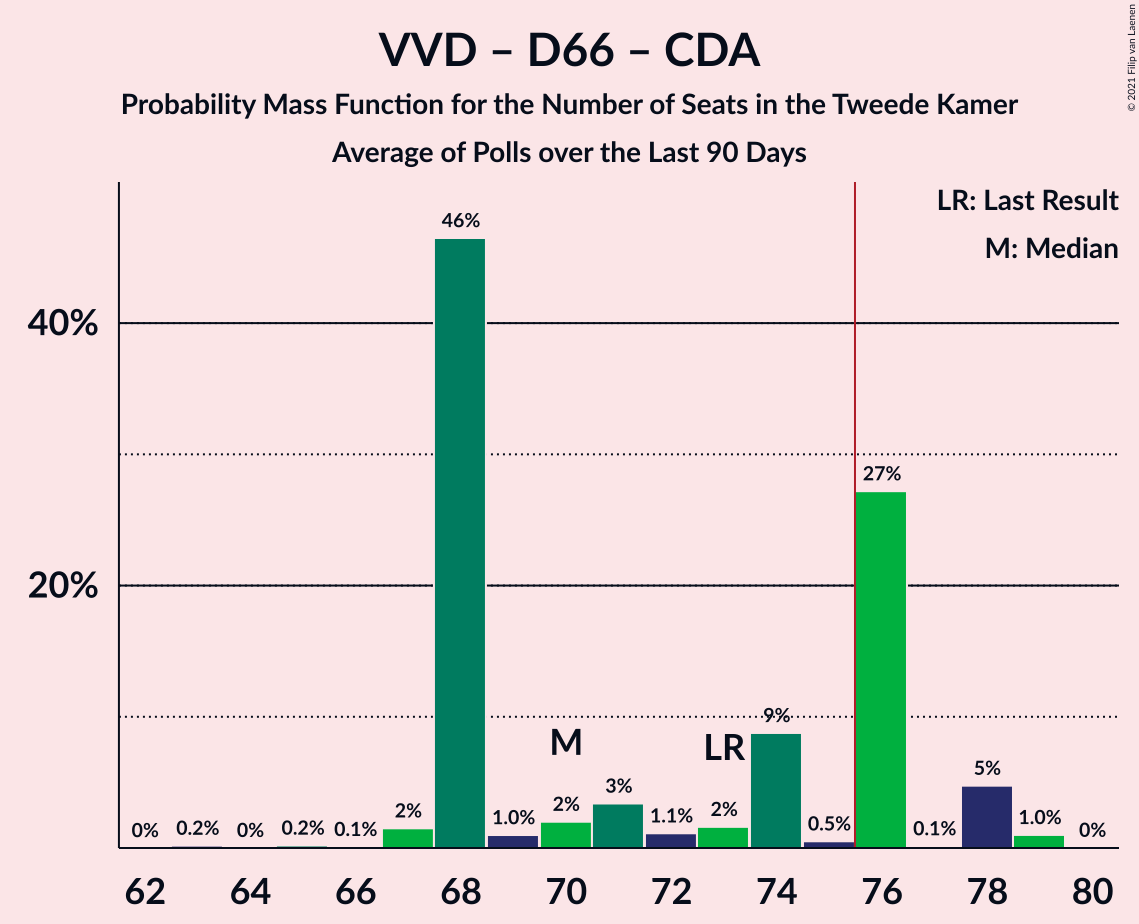 VVD – D66 – CDA
Probability Mass Function for the Number of Seats in the Tweede Kamer
Average of Polls over the Last 90 Days
© 2021 Filip van Laenen
LR: Last Result
M: Median
40%
20%
0%
0.2%
0%
0.2%
0.1%
2%
46%
1.0%
2%
3%
1.1%
2%
9%
0.5%
27%
0.1%
5%
1.0%
0%
M
LR
62 64 66 68 70 72 74 76 78 80